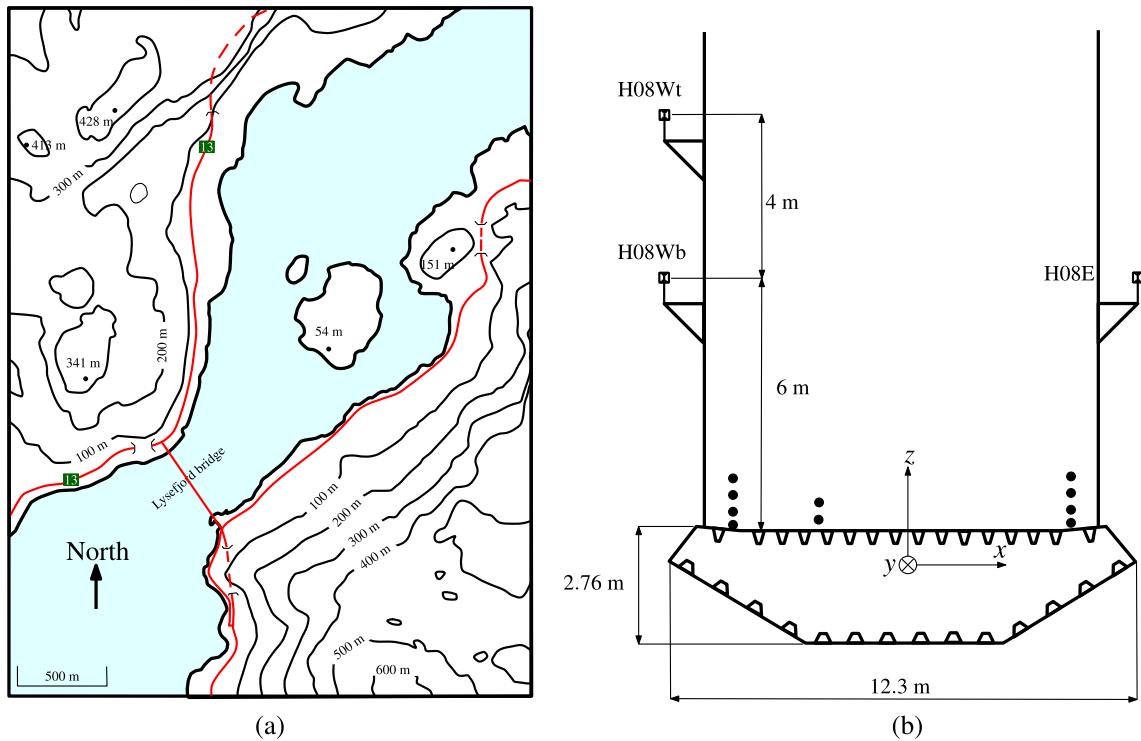 428 m
413 m
300 m
13
151 m
54 m
341 m
200 m
100 m
13
Lysefjord bridge
100 m
200 m
300 m
400 m
North
500 m
500 m
600 m
(a)
H08Wt
4 m
H08Wb
H08E
6 m
z
x
y
2.76 m
12.3 m
(b)